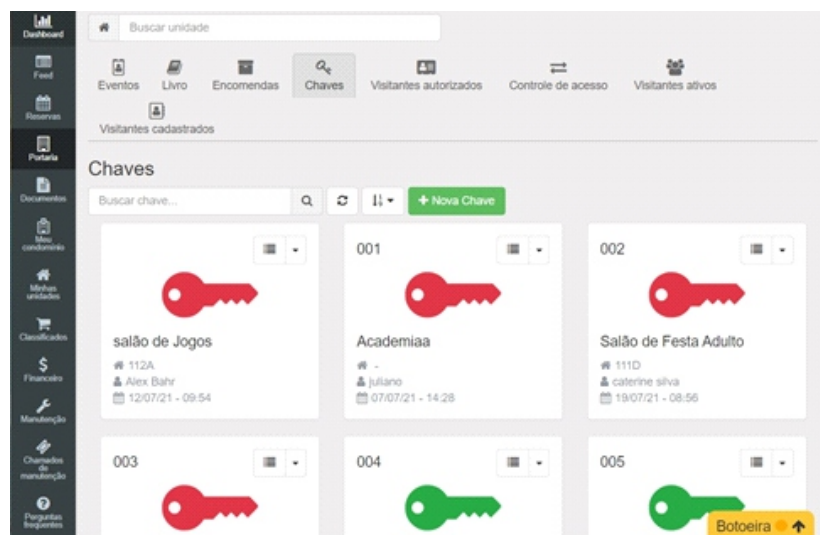 Dashboard
Feed
Reservas
Portaria
Documentos
Meu
condomínio
Minhas
unidades
Classificados
Financeiro
Manutenção
Chamados
de
manutenção
Perguntas
frequentes
Buscar unidade
Eventos Livro Encomendas Chaves Visitantes autorizados Controle de acesso Visitantes ativos
Visitantes cadastrados
Chaves
Buscar chave... + Nova Chave
001 002
salão de Jogos Academiaa Salão de Festa Adulto
112A - 111D
Alex Bahr juliano caterine silva
12/07/21 - 09:54 07/07/21 - 14:28 19/07/21 - 08:56
003 004 005
Botoeira